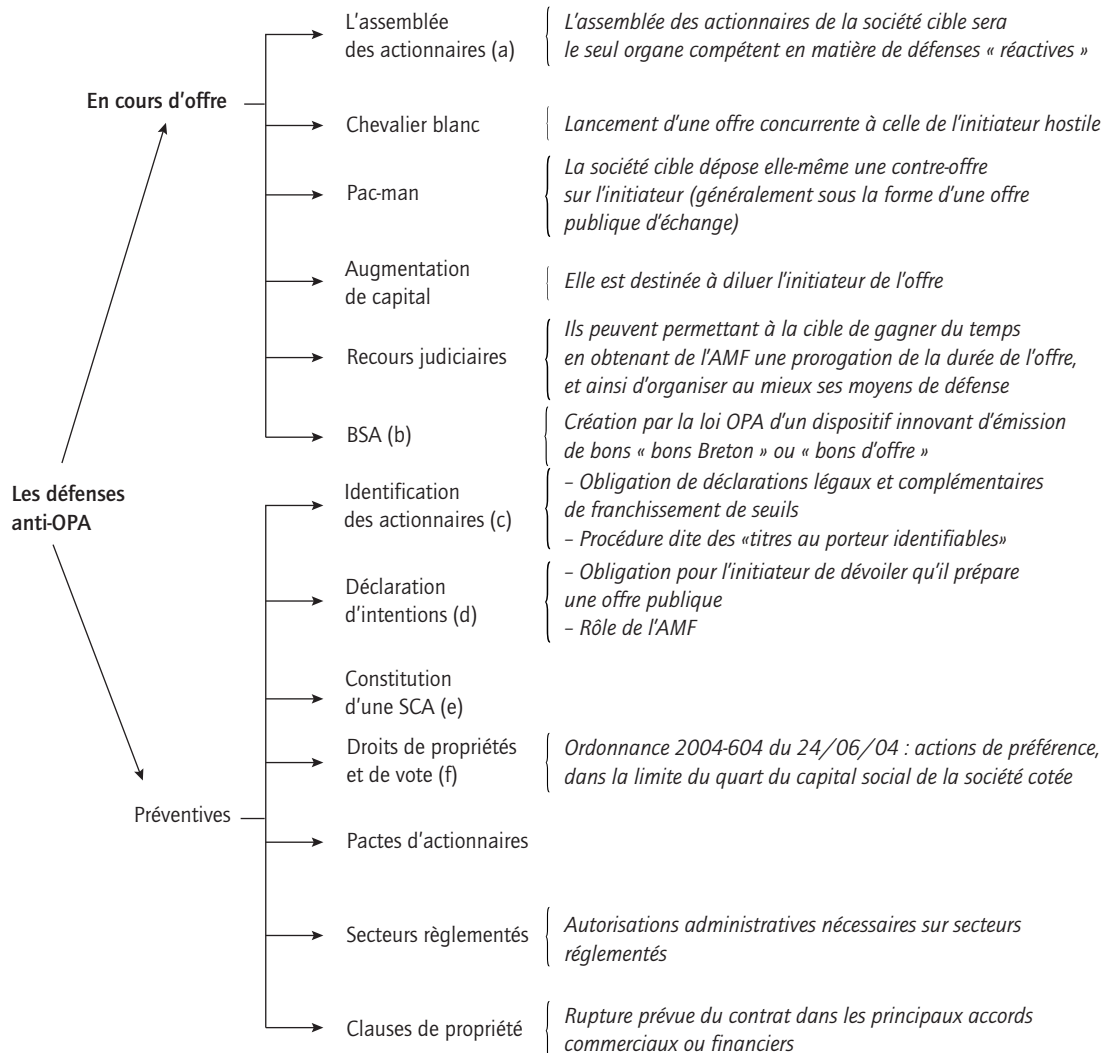 L'assemblée
des actionnaires (a)
L'assemblée des actionnaires de la société cible sera
le seul organe compétent en matière de défenses « réactives »
En cours d'offre
Chevalier blanc
Lancement d'une offre concurrente à celle de l'initiateur hostile
Pac-man
La société cible dépose elle-même une contre-offre
sur l'initiateur (généralement sous la forme d'une offre
publique d'échange)
Augmentation
de capital
Elle est destinée à diluer l'initiateur de l'offre
Recours judiciaires
Ils peuvent permettant à la cible de gagner du temps
en obtenant de l'AMF une prorogation de la durée de l'offre,
et ainsi d'organiser au mieux ses moyens de défense
BSA (b)
Création par la loi OPA d'un dispositif innovant d'émission
de bons « bons Breton » ou « bons d'offre »
Les défenses
anti-OPA
Identification
des actionnaires (c)
– Obligation de déclarations légaux et complémentaires
de franchissement de seuils
– Procédure dite des «titres au porteur identifiables»
Déclaration
d'intentions (d)
– Obligation pour l'initiateur de dévoiler qu'il prépare
une offre publique
– Rôle de l'AMF
Constitution
d'une SCA (e)
Droits de propriétés
et de vote (f)
Ordonnance 2004-604 du 24/06/04 : actions de préférence,
dans la limite du quart du capital social de la société cotée
Préventives
Pactes d'actionnaires
Secteurs règlementés
Autorisations administratives nécessaires sur secteurs
réglementés
Clauses de propriété
Rupture prévue du contrat dans les principaux accords
commerciaux ou financiers